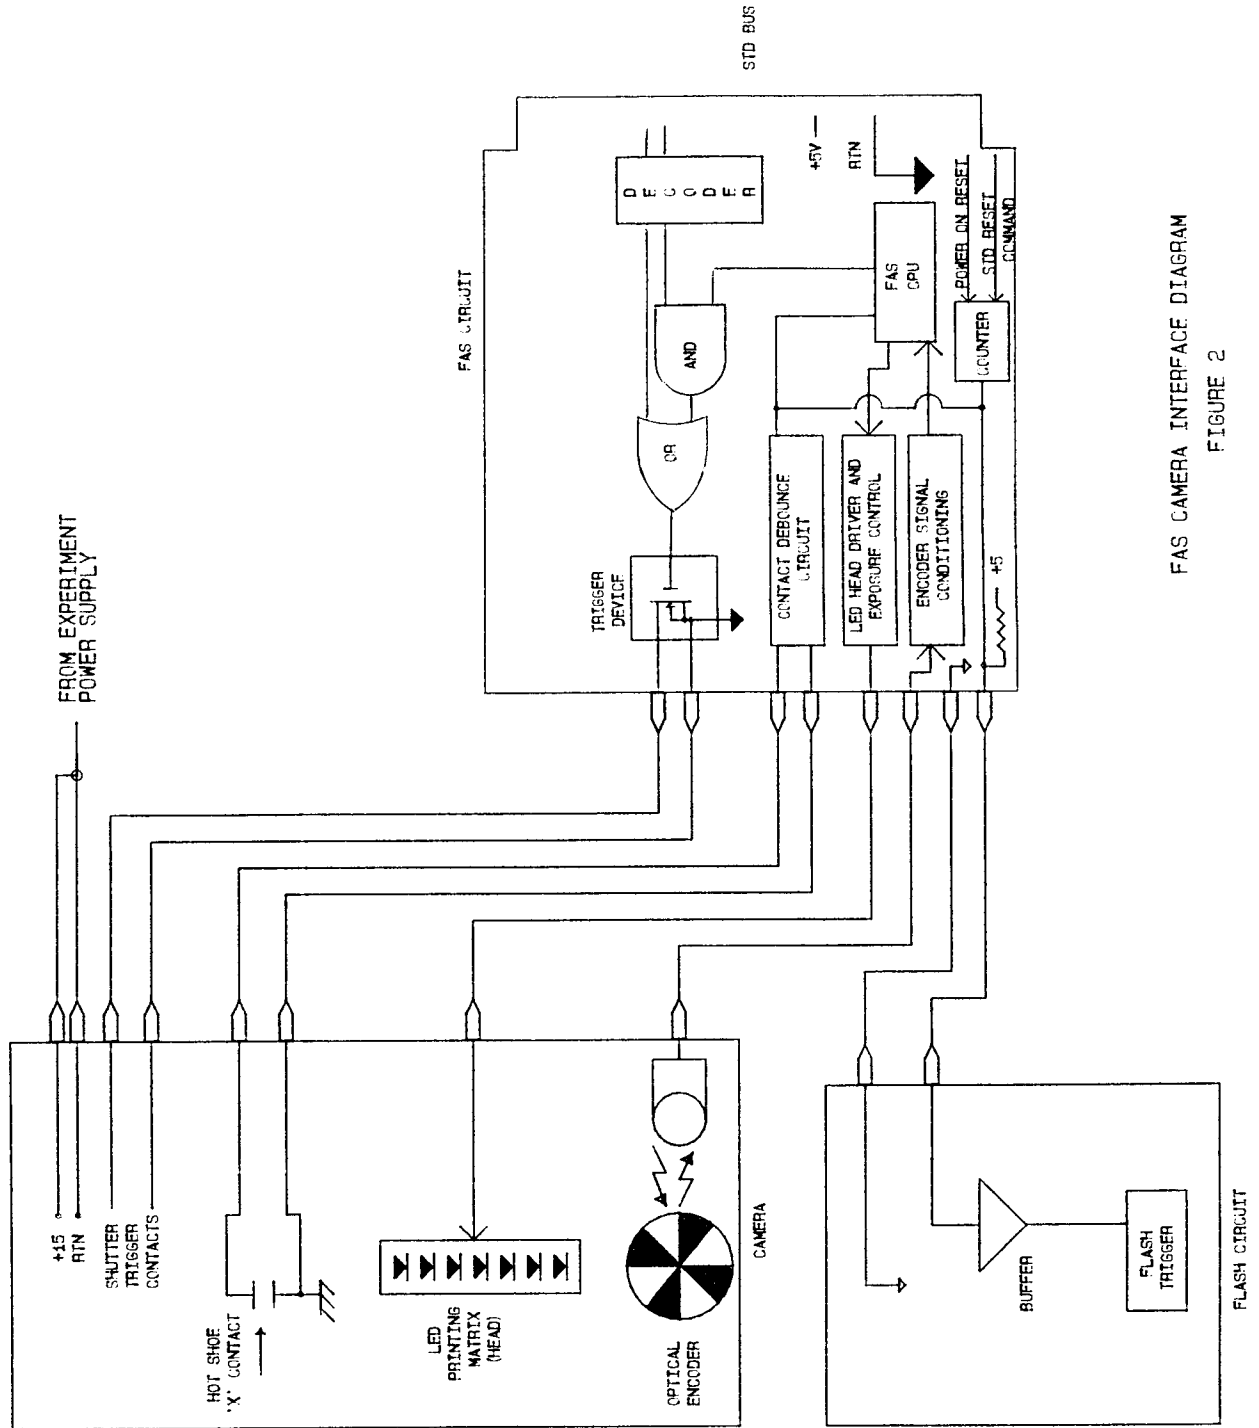 FROM EXPERIMENT
POWER SUPPLY
+15
RTN
SHUTTER
TRIGGER
CONTACTS
HOT SHOE
'X' CONTACT
LED
PRINTING
MATRIX
(HEAD)
OPTICAL
ENCODER
CAMERA
BUFFER
FLASH
TRIGGER
FLASH CIRCUIT
FAS CIRCUIT
STD BUS
TRIGGER
DEVICE
OR
AND
DECODER
+5V
RTN
CONTACT DEBOUNCE
CIRCUIT
LED HEAD DRIVER AND
EXPOSURE CONTROL
ENCODER SIGNAL
CONDITIONING
FAS
CPU
COUNTER
POWER ON RESET
STD RESET
COMMAND
+5
FAS CAMERA INTERFACE DIAGRAM
FIGURE 2